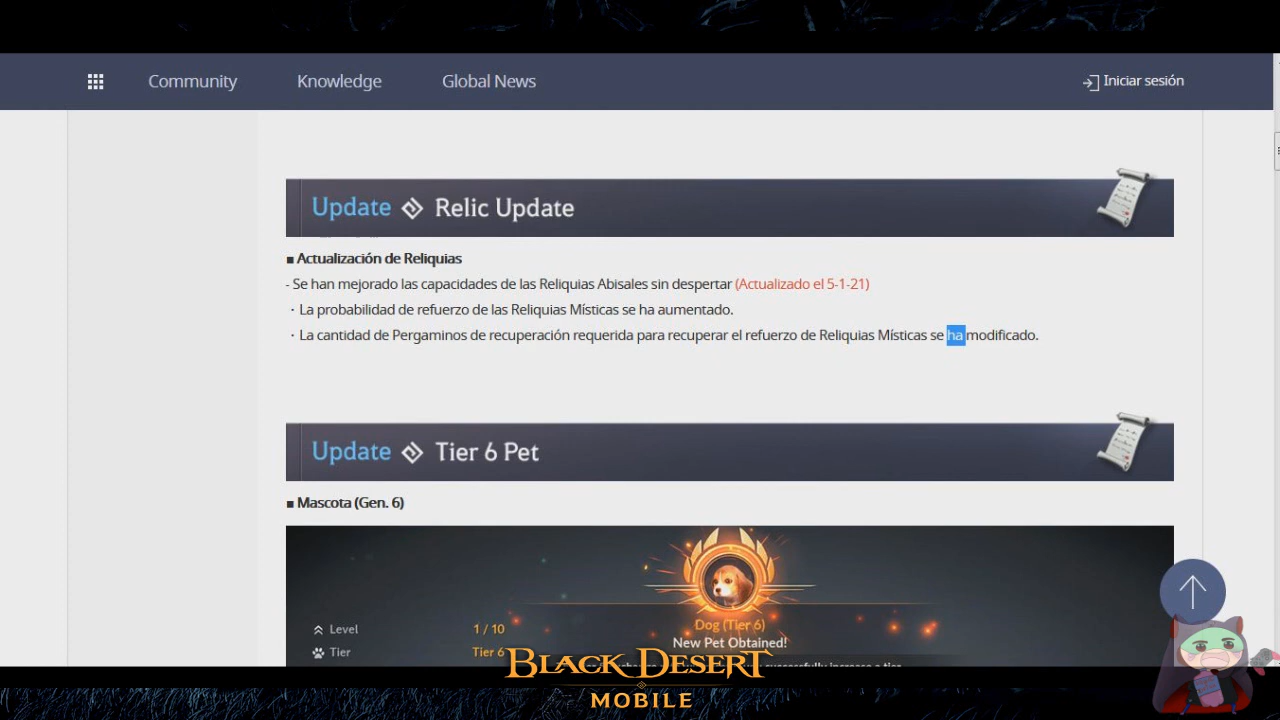 Community
Knowledge
Global News
Iniciar sesión
Update Relic Update
■ Actualización de Reliquias
- Se han mejorado las capacidades de las Reliquias Abisales sin despertar (Actualizado el 5-1-21)
· La probabilidad de refuerzo de las Reliquias Místicas se ha aumentado.
· La cantidad de Pergaminos de recuperación requerida para recuperar el refuerzo de Reliquias Místicas se ha modificado.
Update Tier 6 Pet
■ Mascota (Gen. 6)
Dog (Tier 6)
New Pet Obtained!
Level 1 / 10
Tier Tier 6
successfully increase a tier
BLACK DESERT
MOBILE